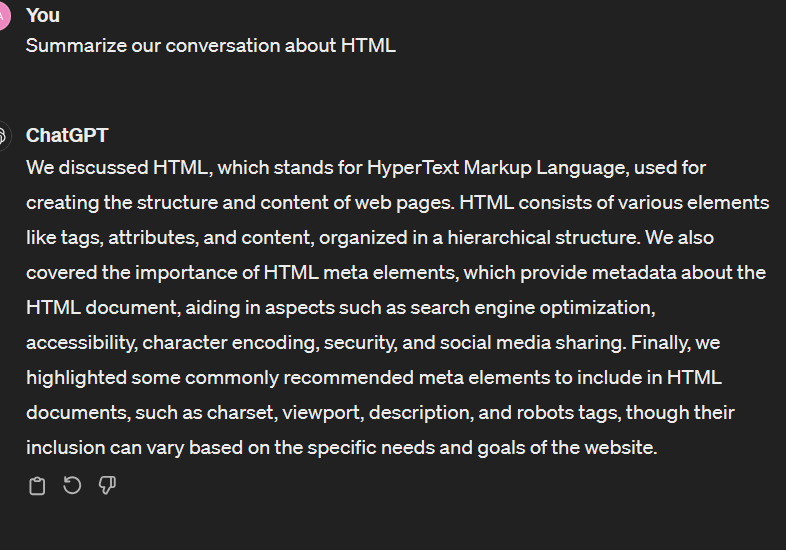 You
Summarize our conversation about HTML
ChatGPT
We discussed HTML, which stands for HyperText Markup Language, used for
creating the structure and content of web pages. HTML consists of various elements
like tags, attributes, and content, organized in a hierarchical structure. We also
covered the importance of HTML meta elements, which provide metadata about the
HTML document, aiding in aspects such as search engine optimization,
accessibility, character encoding, security, and social media sharing. Finally, we
highlighted some commonly recommended meta elements to include in HTML
documents, such as charset, viewport, description, and robots tags, though their
inclusion can vary based on the specific needs and goals of the website.